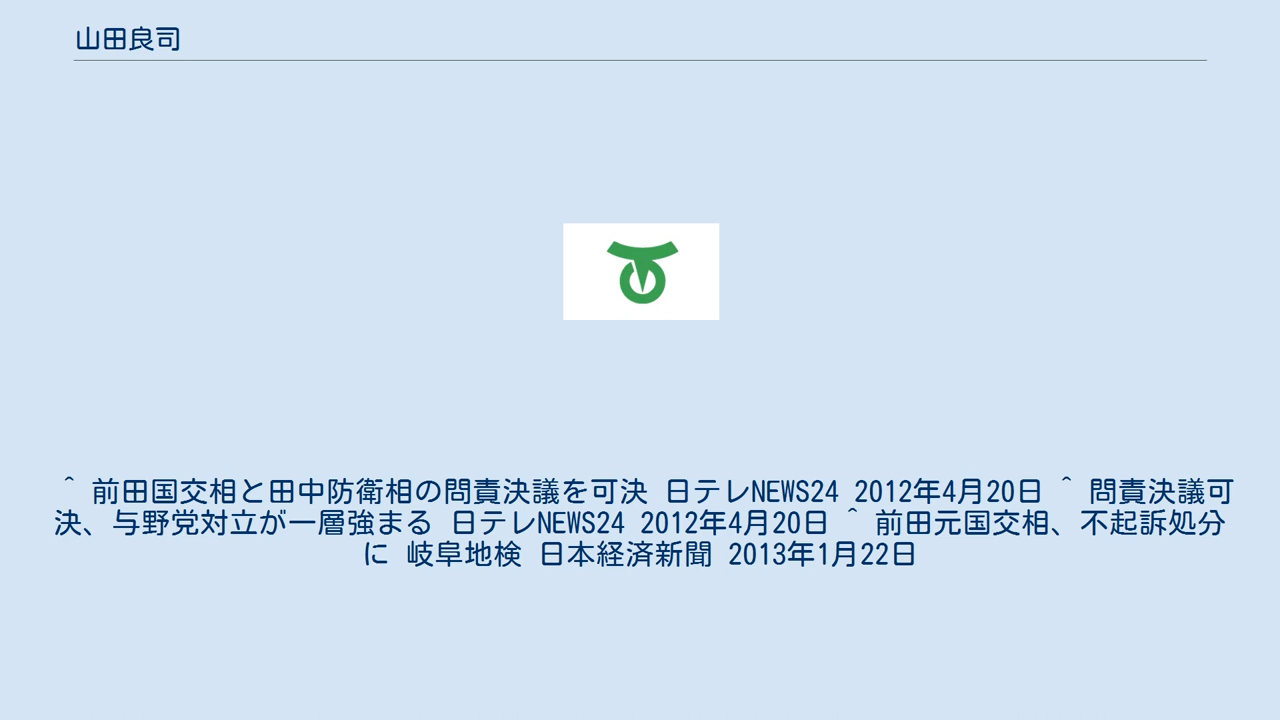 山田良司
^ 前田国交相と田中防衛相の問責決議を可決 日テレNEWS24 2012年4月20日 ^ 問責決議可
決、与野党対立が一層強まる 日テレNEWS24 2012年4月20日 ^ 前田元国交相、不起訴処分
に 岐阜地検 日本経済新聞 2013年1月22日